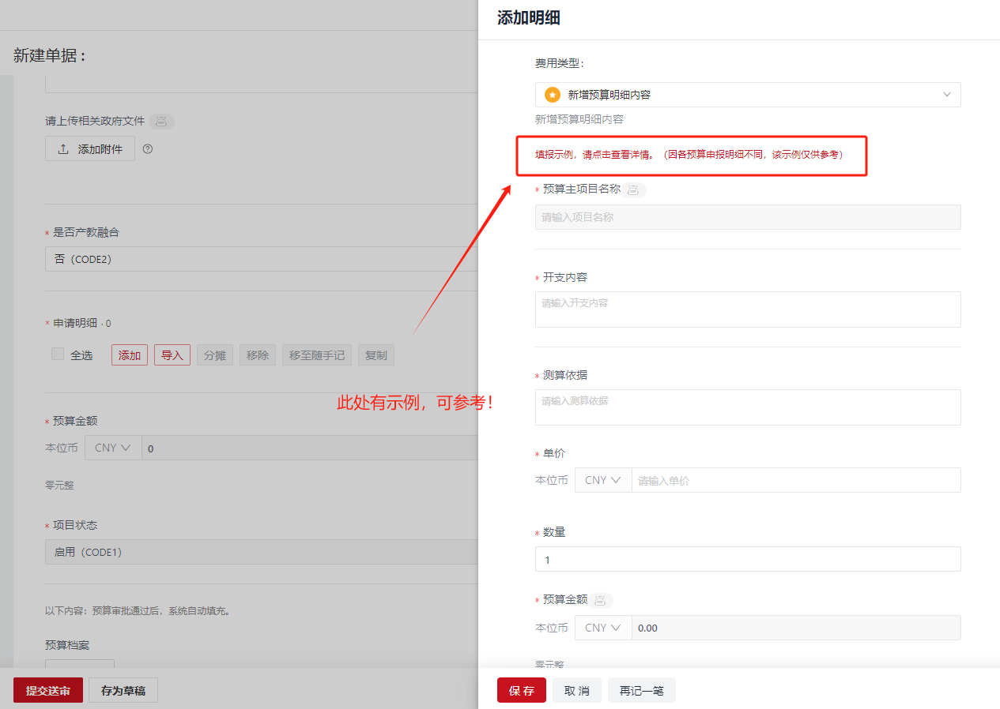 新建单据：
请上传相关政府文件
添加附件
* 是否产教融合
否（CODE2）
* 申请明细 · 0
全选 添加 导入 分摊 移除 移至随手记 复制
此处有示例，可参考！
* 预算金额
本位币 CNY 0
零元整
* 项目状态
启用（CODE1）
以下内容：预算审批通过后，系统自动填充。
预算档案
提交送审 存为草稿
添加明细
费用类型：
新增预算明细内容
新增预算明细内容
填报示例，请点击查看详情。（因各预算申报明细不同，该示例仅供参考）
* 预算主项目名称
请输入项目名称
* 开支内容
请输入开支内容
* 测算依据
请输入测算依据
* 单价
本位币 CNY 请输入单价
* 数量
1
* 预算金额
本位币 CNY 0.00
零元整
保存 取消 再记一笔